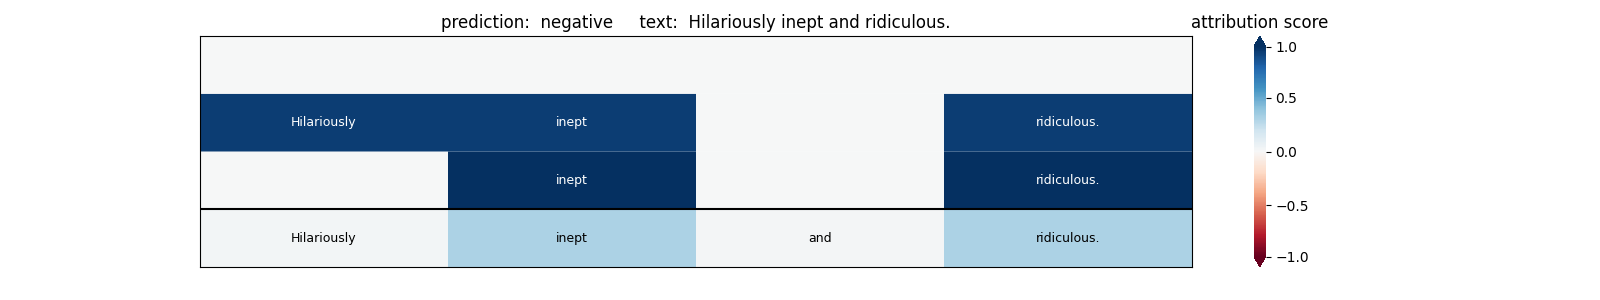 prediction:  negative     text:  Hilariously inept and ridiculous.
attribution score
Hilariously inept ridiculous.
inept ridiculous.
Hilariously inept and ridiculous.
1.0
0.5
0.0
−0.5
−1.0